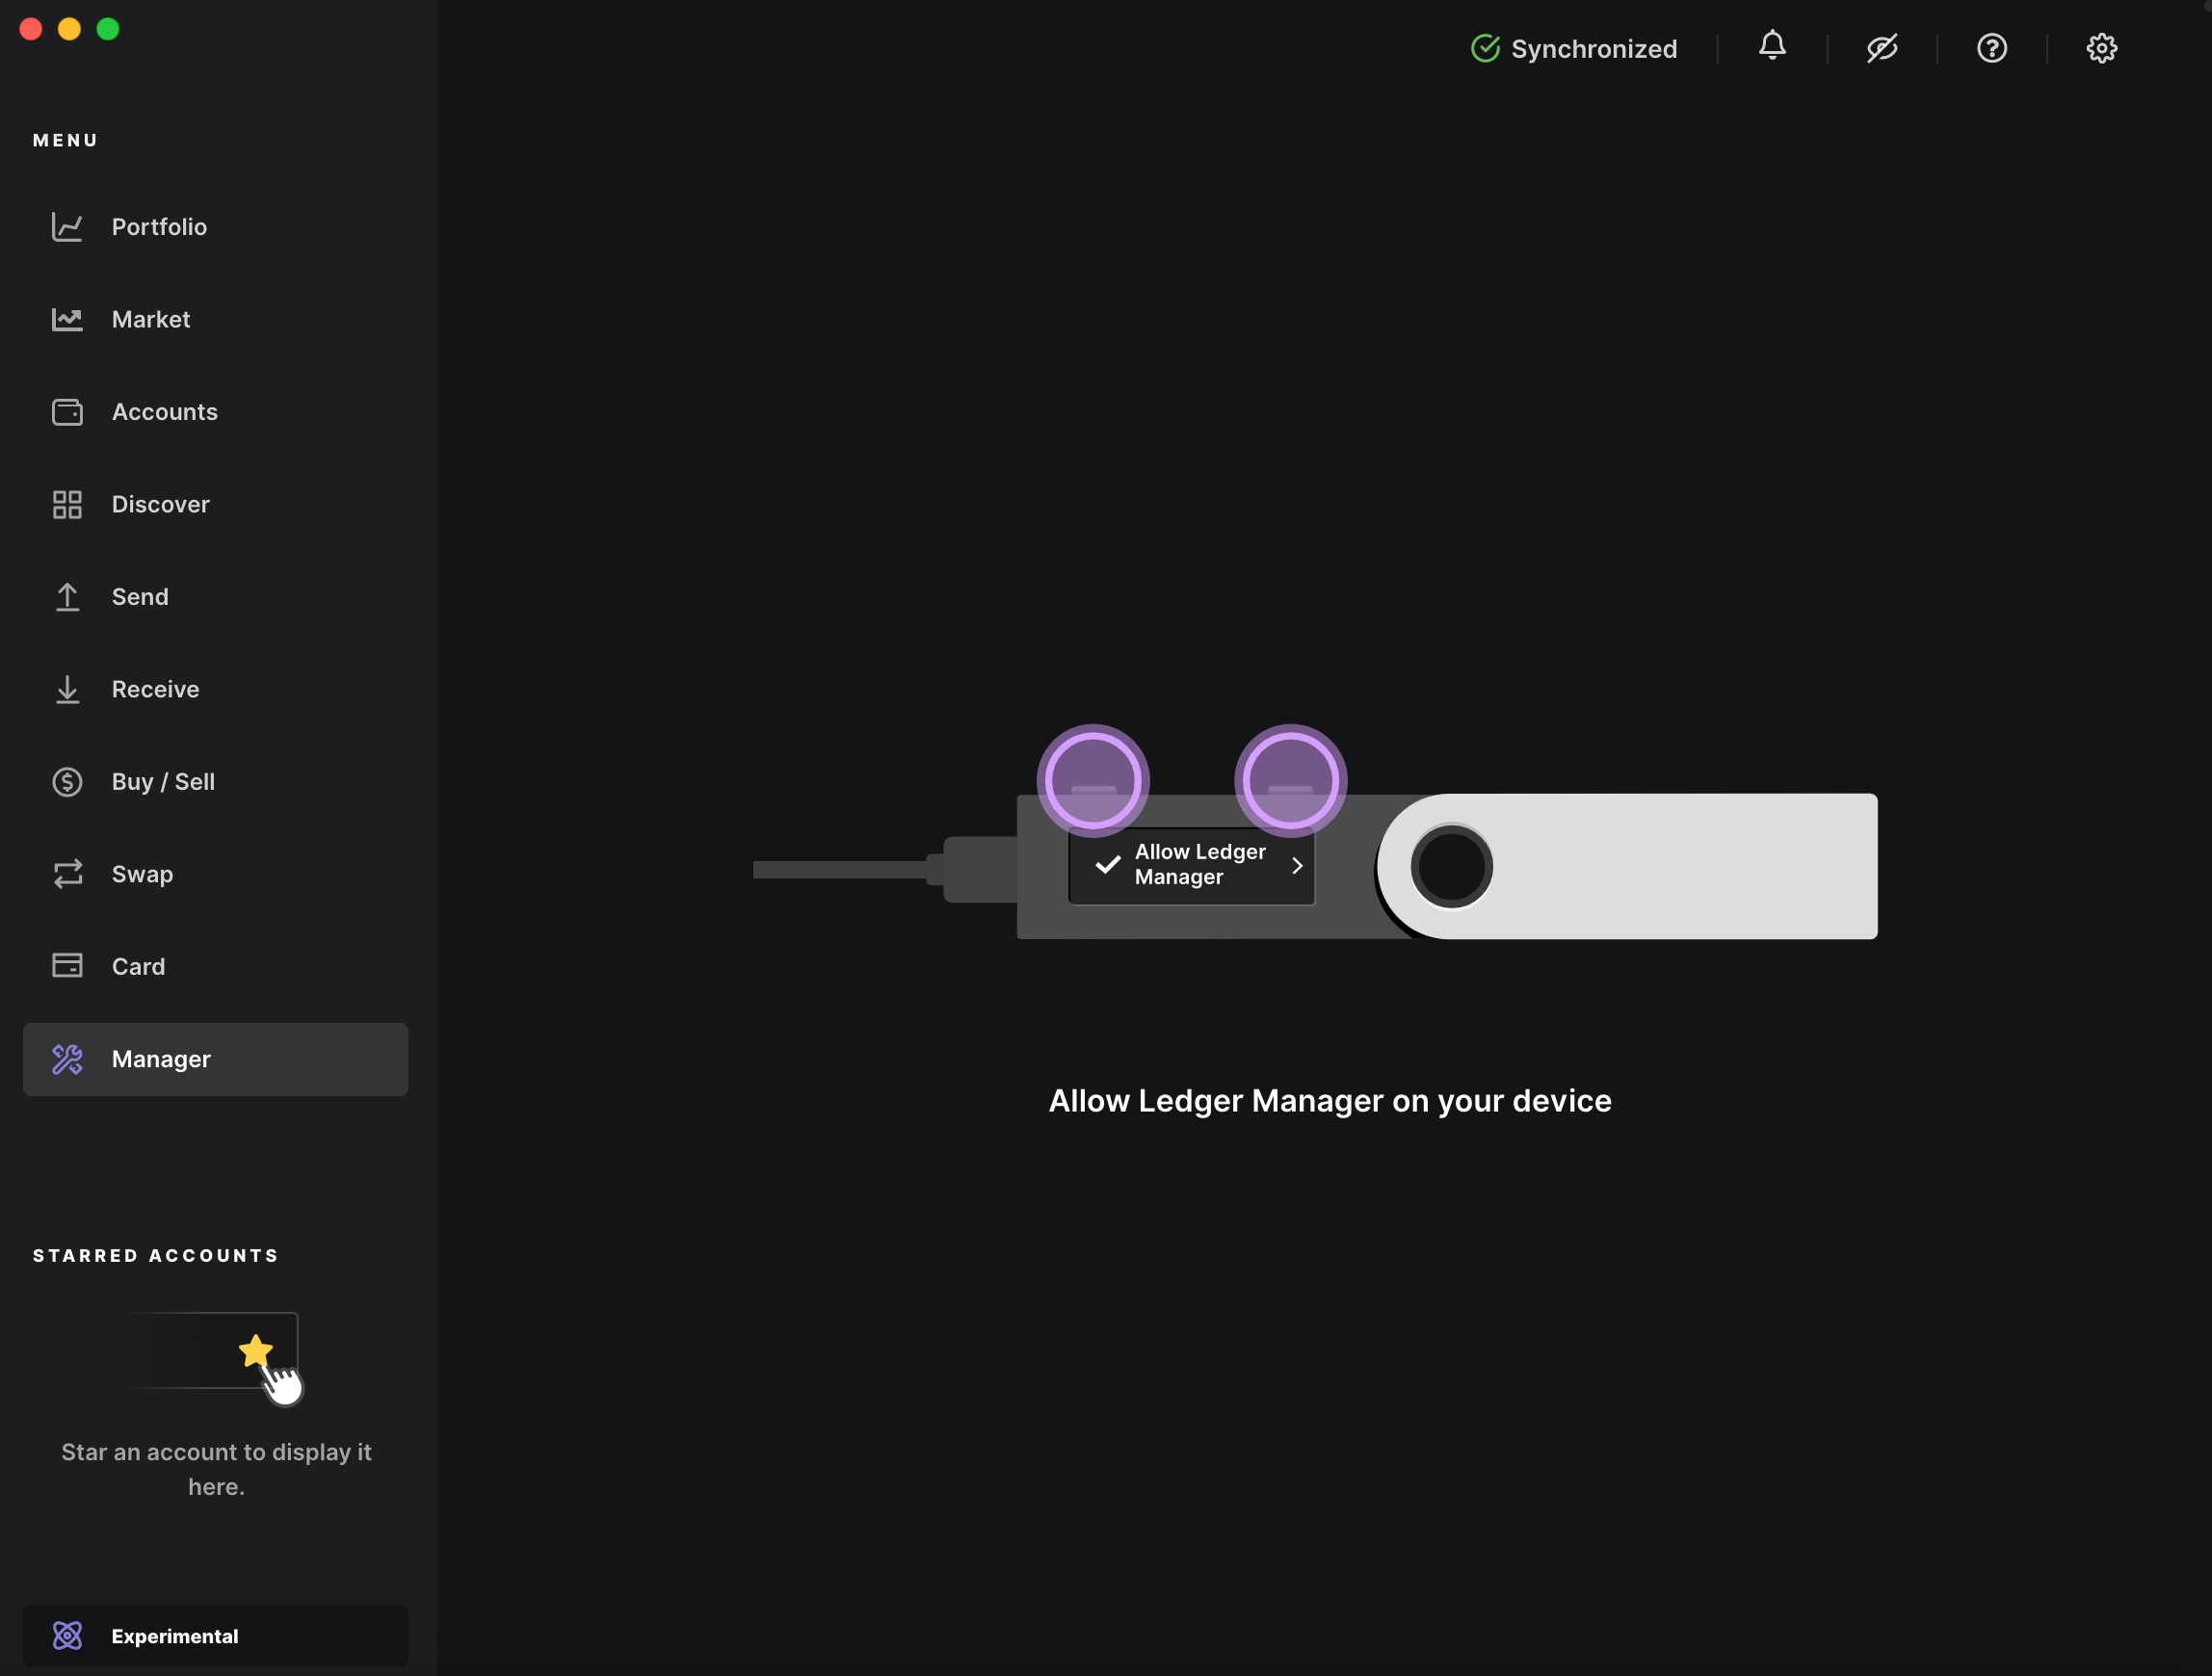 Synchronized
MENU
Portfolio
Market
Accounts
Discover
Send
Receive
Buy / Sell
Swap
Card
Manager
STARRED ACCOUNTS
Star an account to display it
here.
Experimental
Allow Ledger
Manager
Allow Ledger Manager on your device